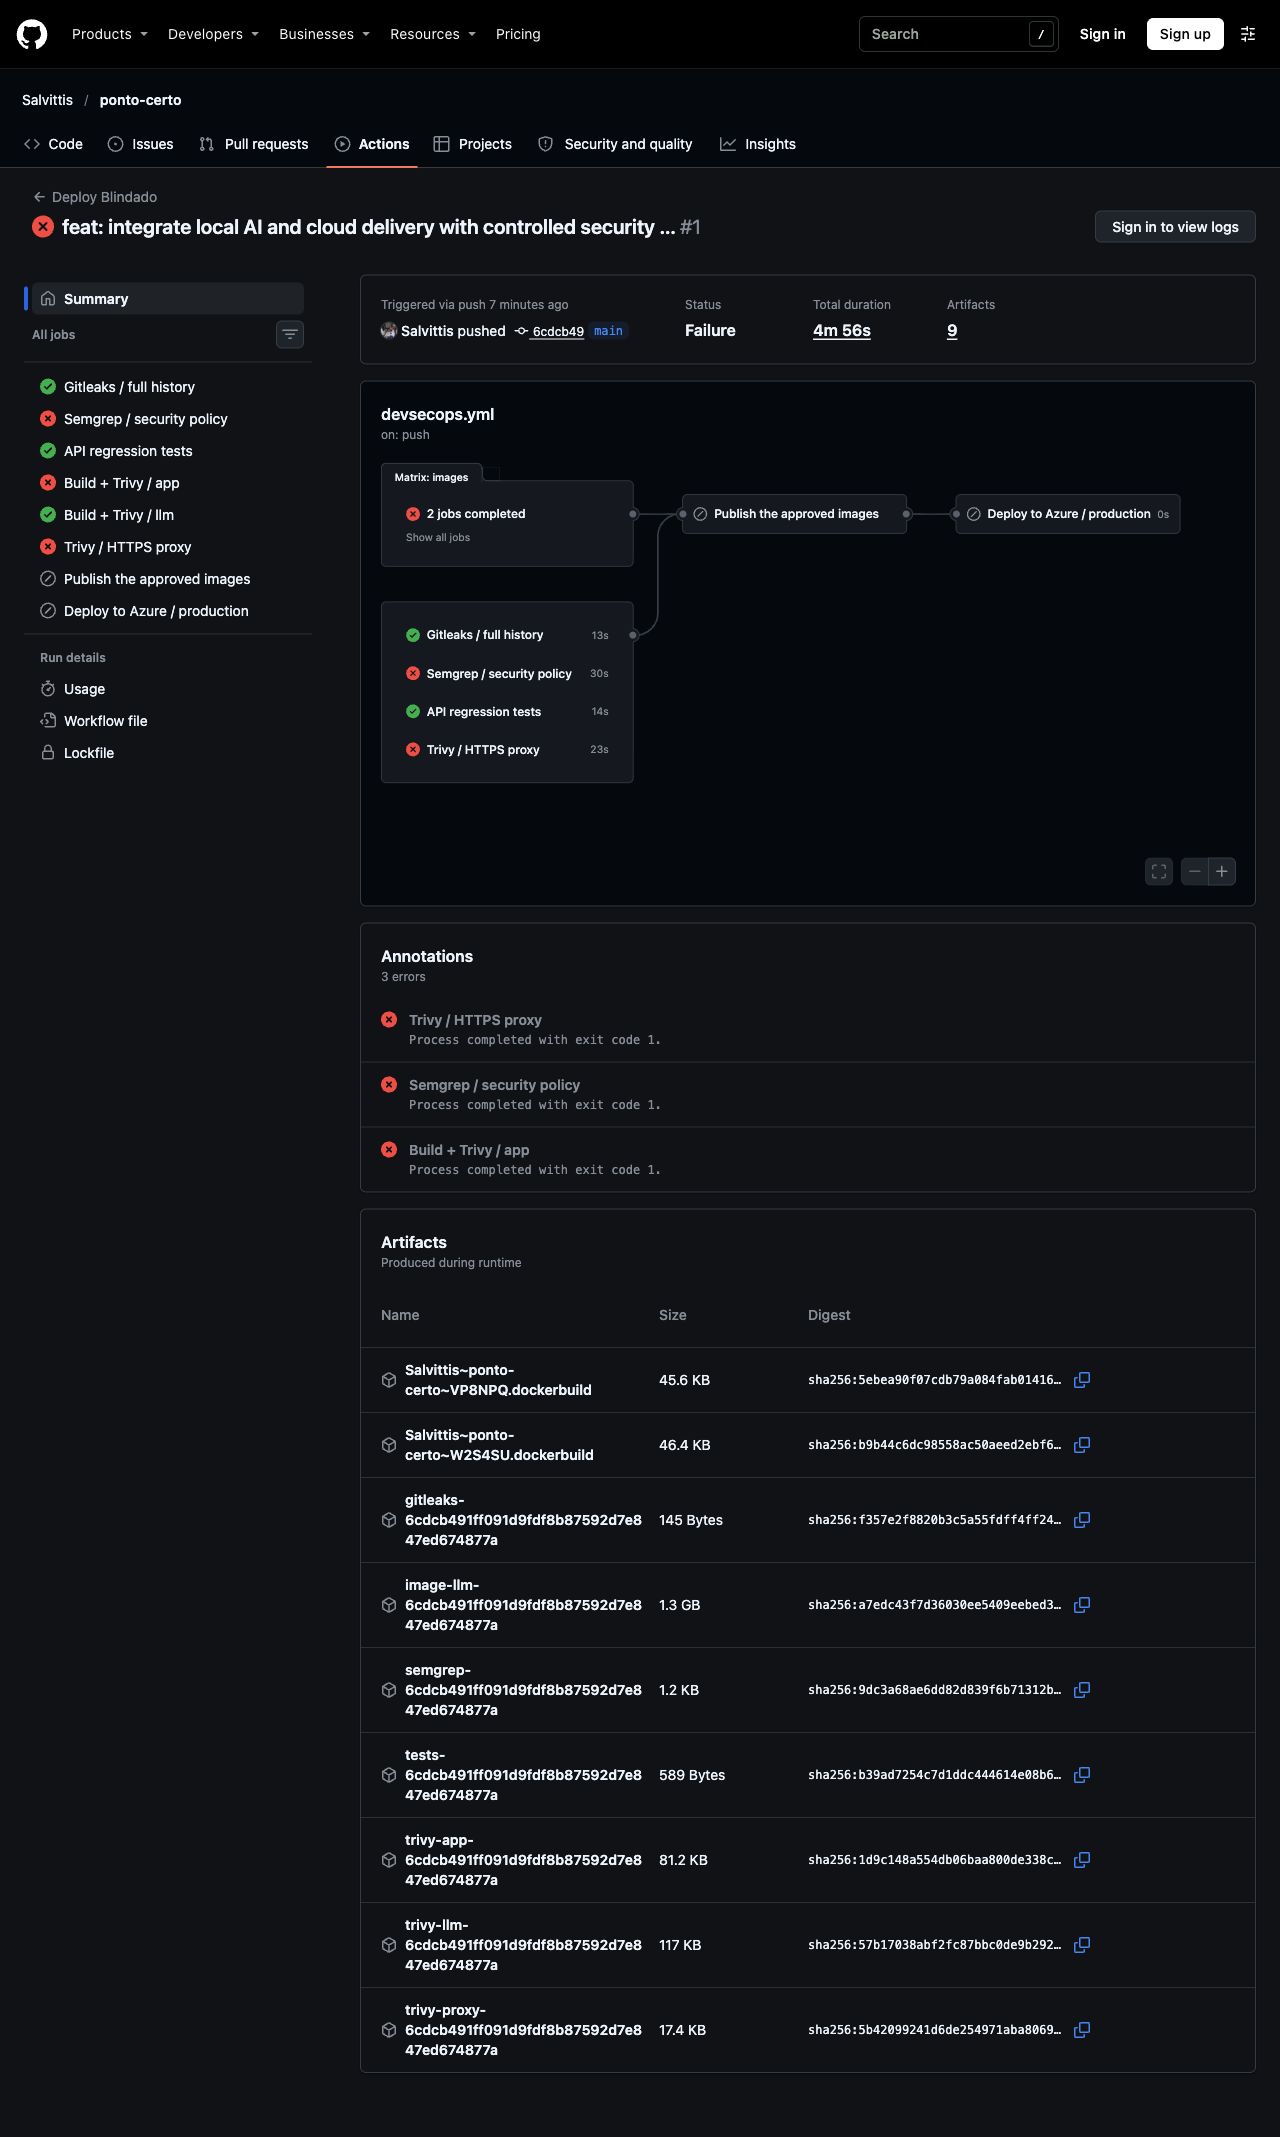 Products Developers Businesses Resources Pricing Search / Sign in Sign up
Salvittis / ponto-certo
Code Issues Pull requests Actions Projects Security and quality Insights
Deploy Blindado
feat: integrate local AI and cloud delivery with controlled security ... #1
Sign in to view logs
Summary
All jobs
Gitleaks / full history
Semgrep / security policy
API regression tests
Build + Trivy / app
Build + Trivy / llm
Trivy / HTTPS proxy
Publish the approved images
Deploy to Azure / production
Run details
Usage
Workflow file
Lockfile
Triggered via push 7 minutes ago
Salvittis pushed 6cdcb49 main
Status
Failure
Total duration
4m 56s
Artifacts
9
devsecops.yml
on: push
Matrix: images
2 jobs completed
Show all jobs
Publish the approved images
Deploy to Azure / production 0s
Gitleaks / full history 13s
Semgrep / security policy 30s
API regression tests 14s
Trivy / HTTPS proxy 23s
Annotations
3 errors
Trivy / HTTPS proxy
Process completed with exit code 1.
Semgrep / security policy
Process completed with exit code 1.
Build + Trivy / app
Process completed with exit code 1.
Artifacts
Produced during runtime
Name Size Digest
Salvittis~ponto-
certo~VP8NPQ.dockerbuild
45.6 KB
sha256:5ebea90f07cdb79a084fab01416…
Salvittis~ponto-
certo~W2S4SU.dockerbuild
46.4 KB
sha256:b9b44c6dc98558ac50aeed2ebf6…
gitleaks-
6cdcb491ff091d9fdf8b87592d7e8
47ed674877a
145 Bytes
sha256:f357e2f8820b3c5a55fdff4ff24…
image-llm-
6cdcb491ff091d9fdf8b87592d7e8
47ed674877a
1.3 GB
sha256:a7edc43f7d36030ee5409eebed3…
semgrep-
6cdcb491ff091d9fdf8b87592d7e8
47ed674877a
1.2 KB
sha256:9dc3a68ae6dd82d839f6b71312b…
tests-
6cdcb491ff091d9fdf8b87592d7e8
47ed674877a
589 Bytes
sha256:b39ad7254c7d1ddc444614e08b6…
trivy-app-
6cdcb491ff091d9fdf8b87592d7e8
47ed674877a
81.2 KB
sha256:1d9c148a554db06baa800de338c…
trivy-llm-
6cdcb491ff091d9fdf8b87592d7e8
47ed674877a
117 KB
sha256:57b17038abf2fc87bbc0de9b292…
trivy-proxy-
6cdcb491ff091d9fdf8b87592d7e8
47ed674877a
17.4 KB
sha256:5b42099241d6de254971aba8069…